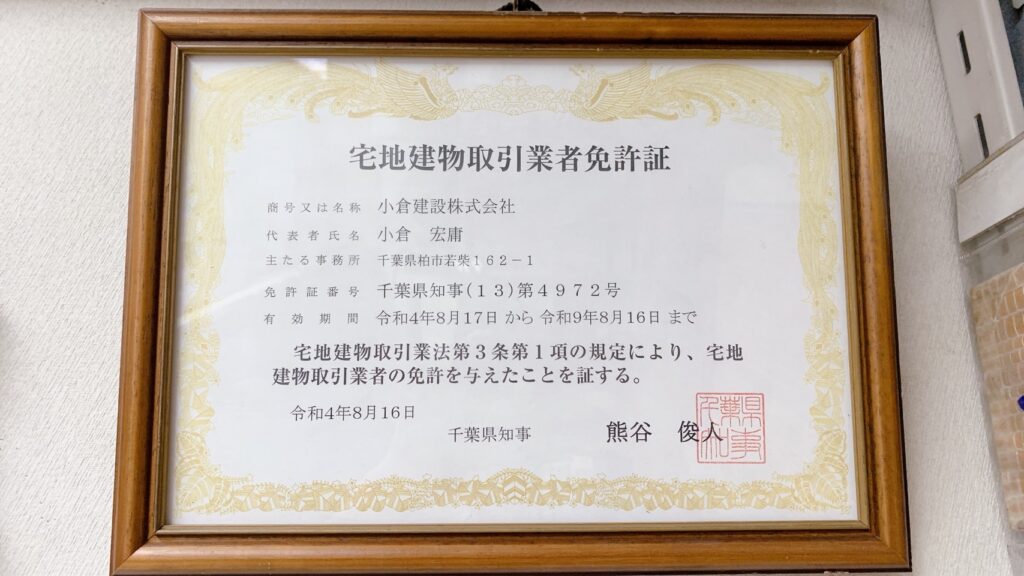 宅地建物取引業者免許証
商号又は名称 小倉建設株式会社
代表者氏名 小倉 宏庸
主たる事務所 千葉県柏市若柴162-1
免許証番号 千葉県知事(13)第4972号
有効期間 令和4年8月17日 から 令和9年8月16日 まで
宅地建物取引業法第3条第1項の規定により、宅地
建物取引業者の免許を与えたことを証する。
令和4年8月16日
千葉県知事 熊谷 俊人
千葉県
知事